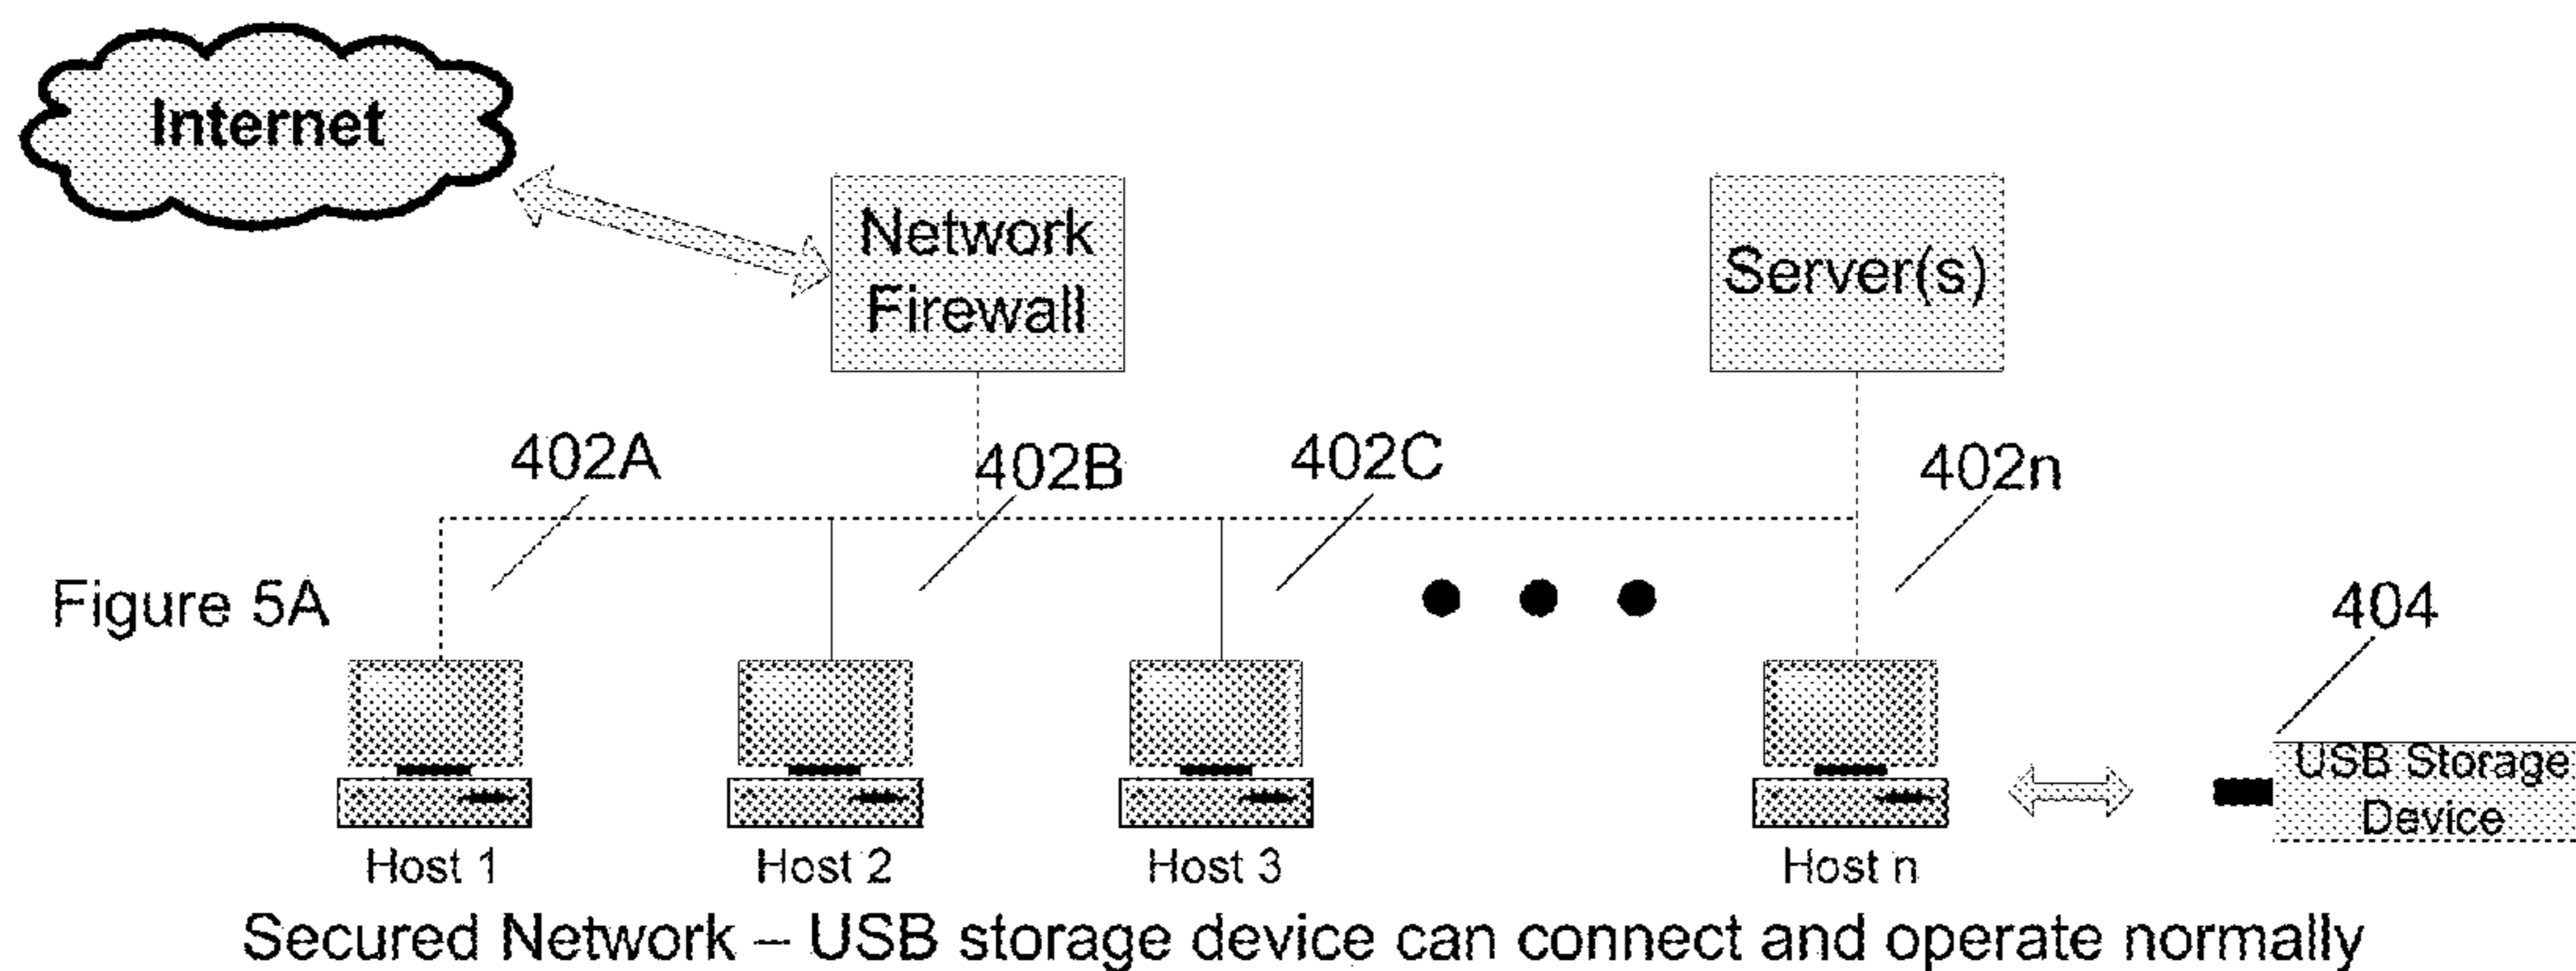 Internet
Network
Firewall
Server(s)
402A
402B
402C
402n
Figure 5A
404
USB Storage
Device
Host 1
Host 2
Host 3
Host n
Secured Network – USB storage device can connect and operate normally